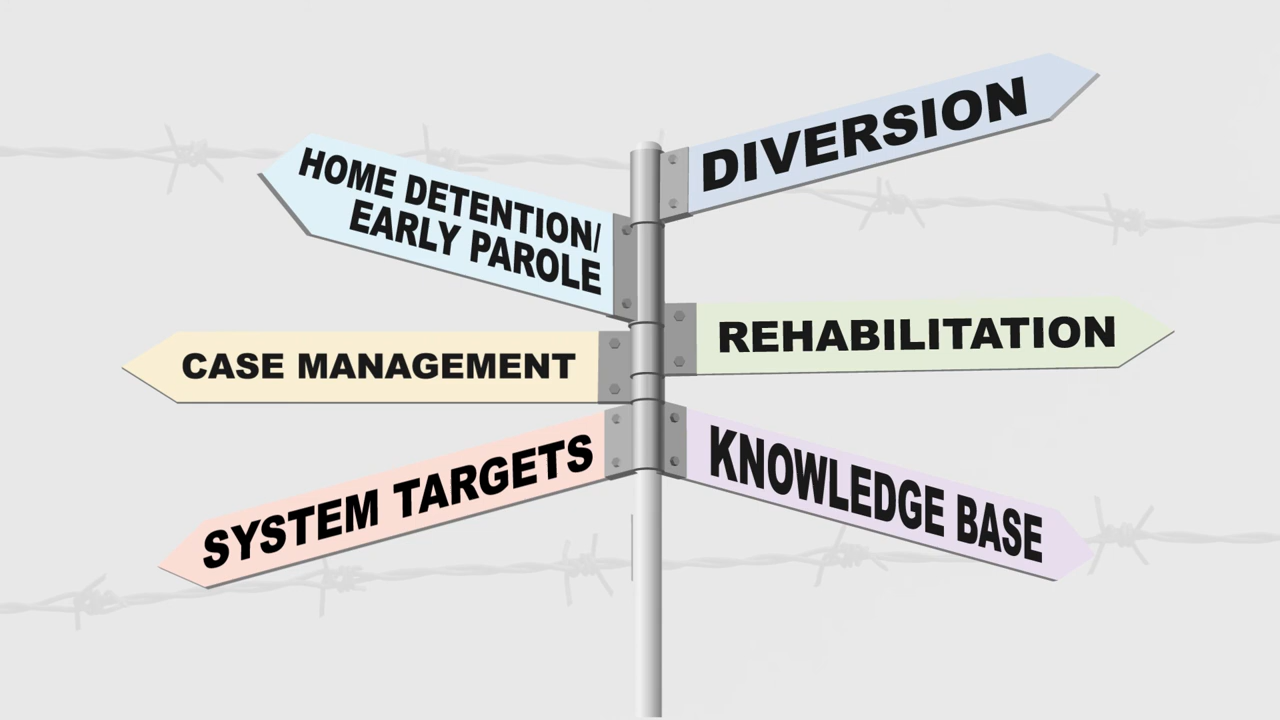 DIVERSION
HOME DETENTION/
EARLY PAROLE
REHABILITATION
CASE MANAGEMENT
SYSTEM TARGETS
KNOWLEDGE BASE